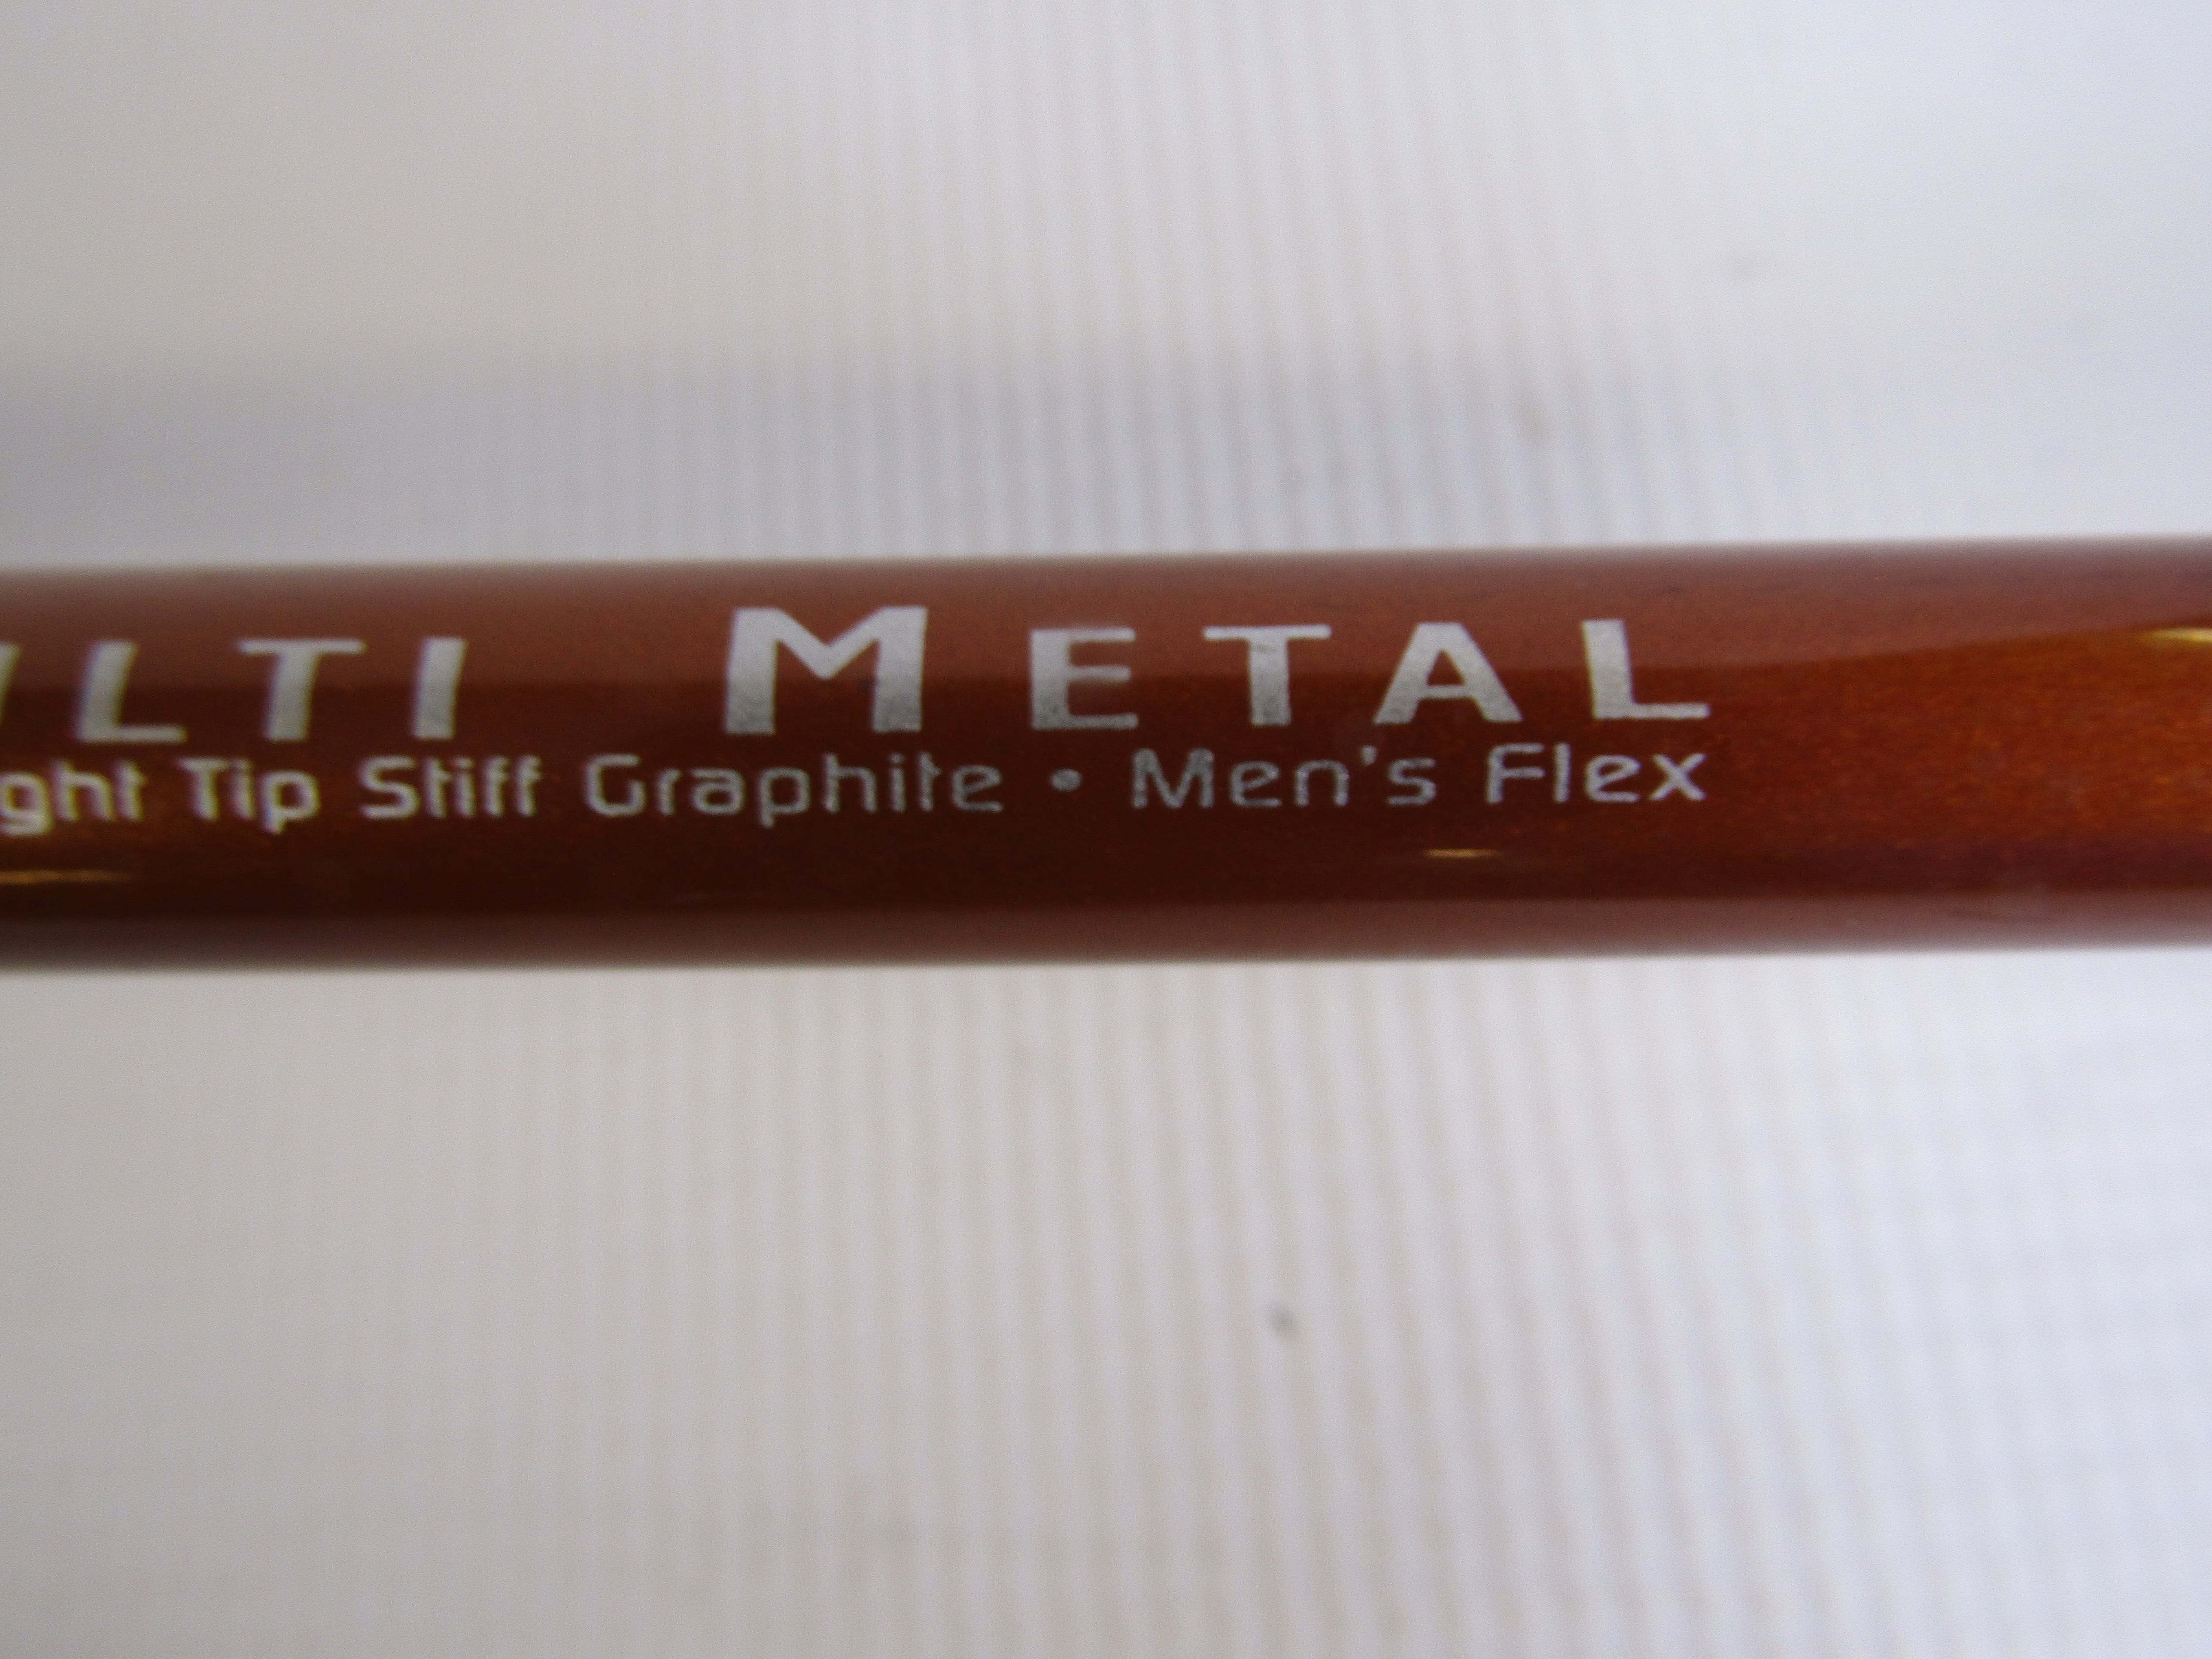 LTI METAL
ght Tip Stiff Graphite • Men's Flex